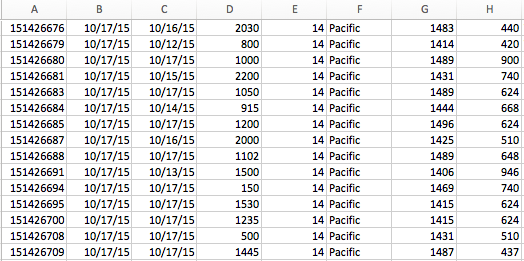 A B C D E F G H
151426676 10/17/15 10/16/15 2030 14 Pacific 1483 440
151426679 10/17/15 10/12/15 800 14 Pacific 1414 420
151426680 10/17/15 10/17/15 1000 14 Pacific 1489 900
151426681 10/17/15 10/15/15 2200 14 Pacific 1431 740
151426683 10/17/15 10/17/15 1050 14 Pacific 1489 624
151426684 10/17/15 10/14/15 915 14 Pacific 1444 668
151426685 10/17/15 10/17/15 1200 14 Pacific 1496 624
151426687 10/17/15 10/16/15 2000 14 Pacific 1425 510
151426688 10/17/15 10/17/15 1102 14 Pacific 1489 648
151426691 10/17/15 10/13/15 1500 14 Pacific 1406 946
151426694 10/17/15 10/17/15 150 14 Pacific 1469 740
151426695 10/17/15 10/17/15 1530 14 Pacific 1415 624
151426700 10/17/15 10/17/15 1235 14 Pacific 1415 624
151426708 10/17/15 10/17/15 500 14 Pacific 1431 510
151426709 10/17/15 10/17/15 1445 14 Pacific 1487 437